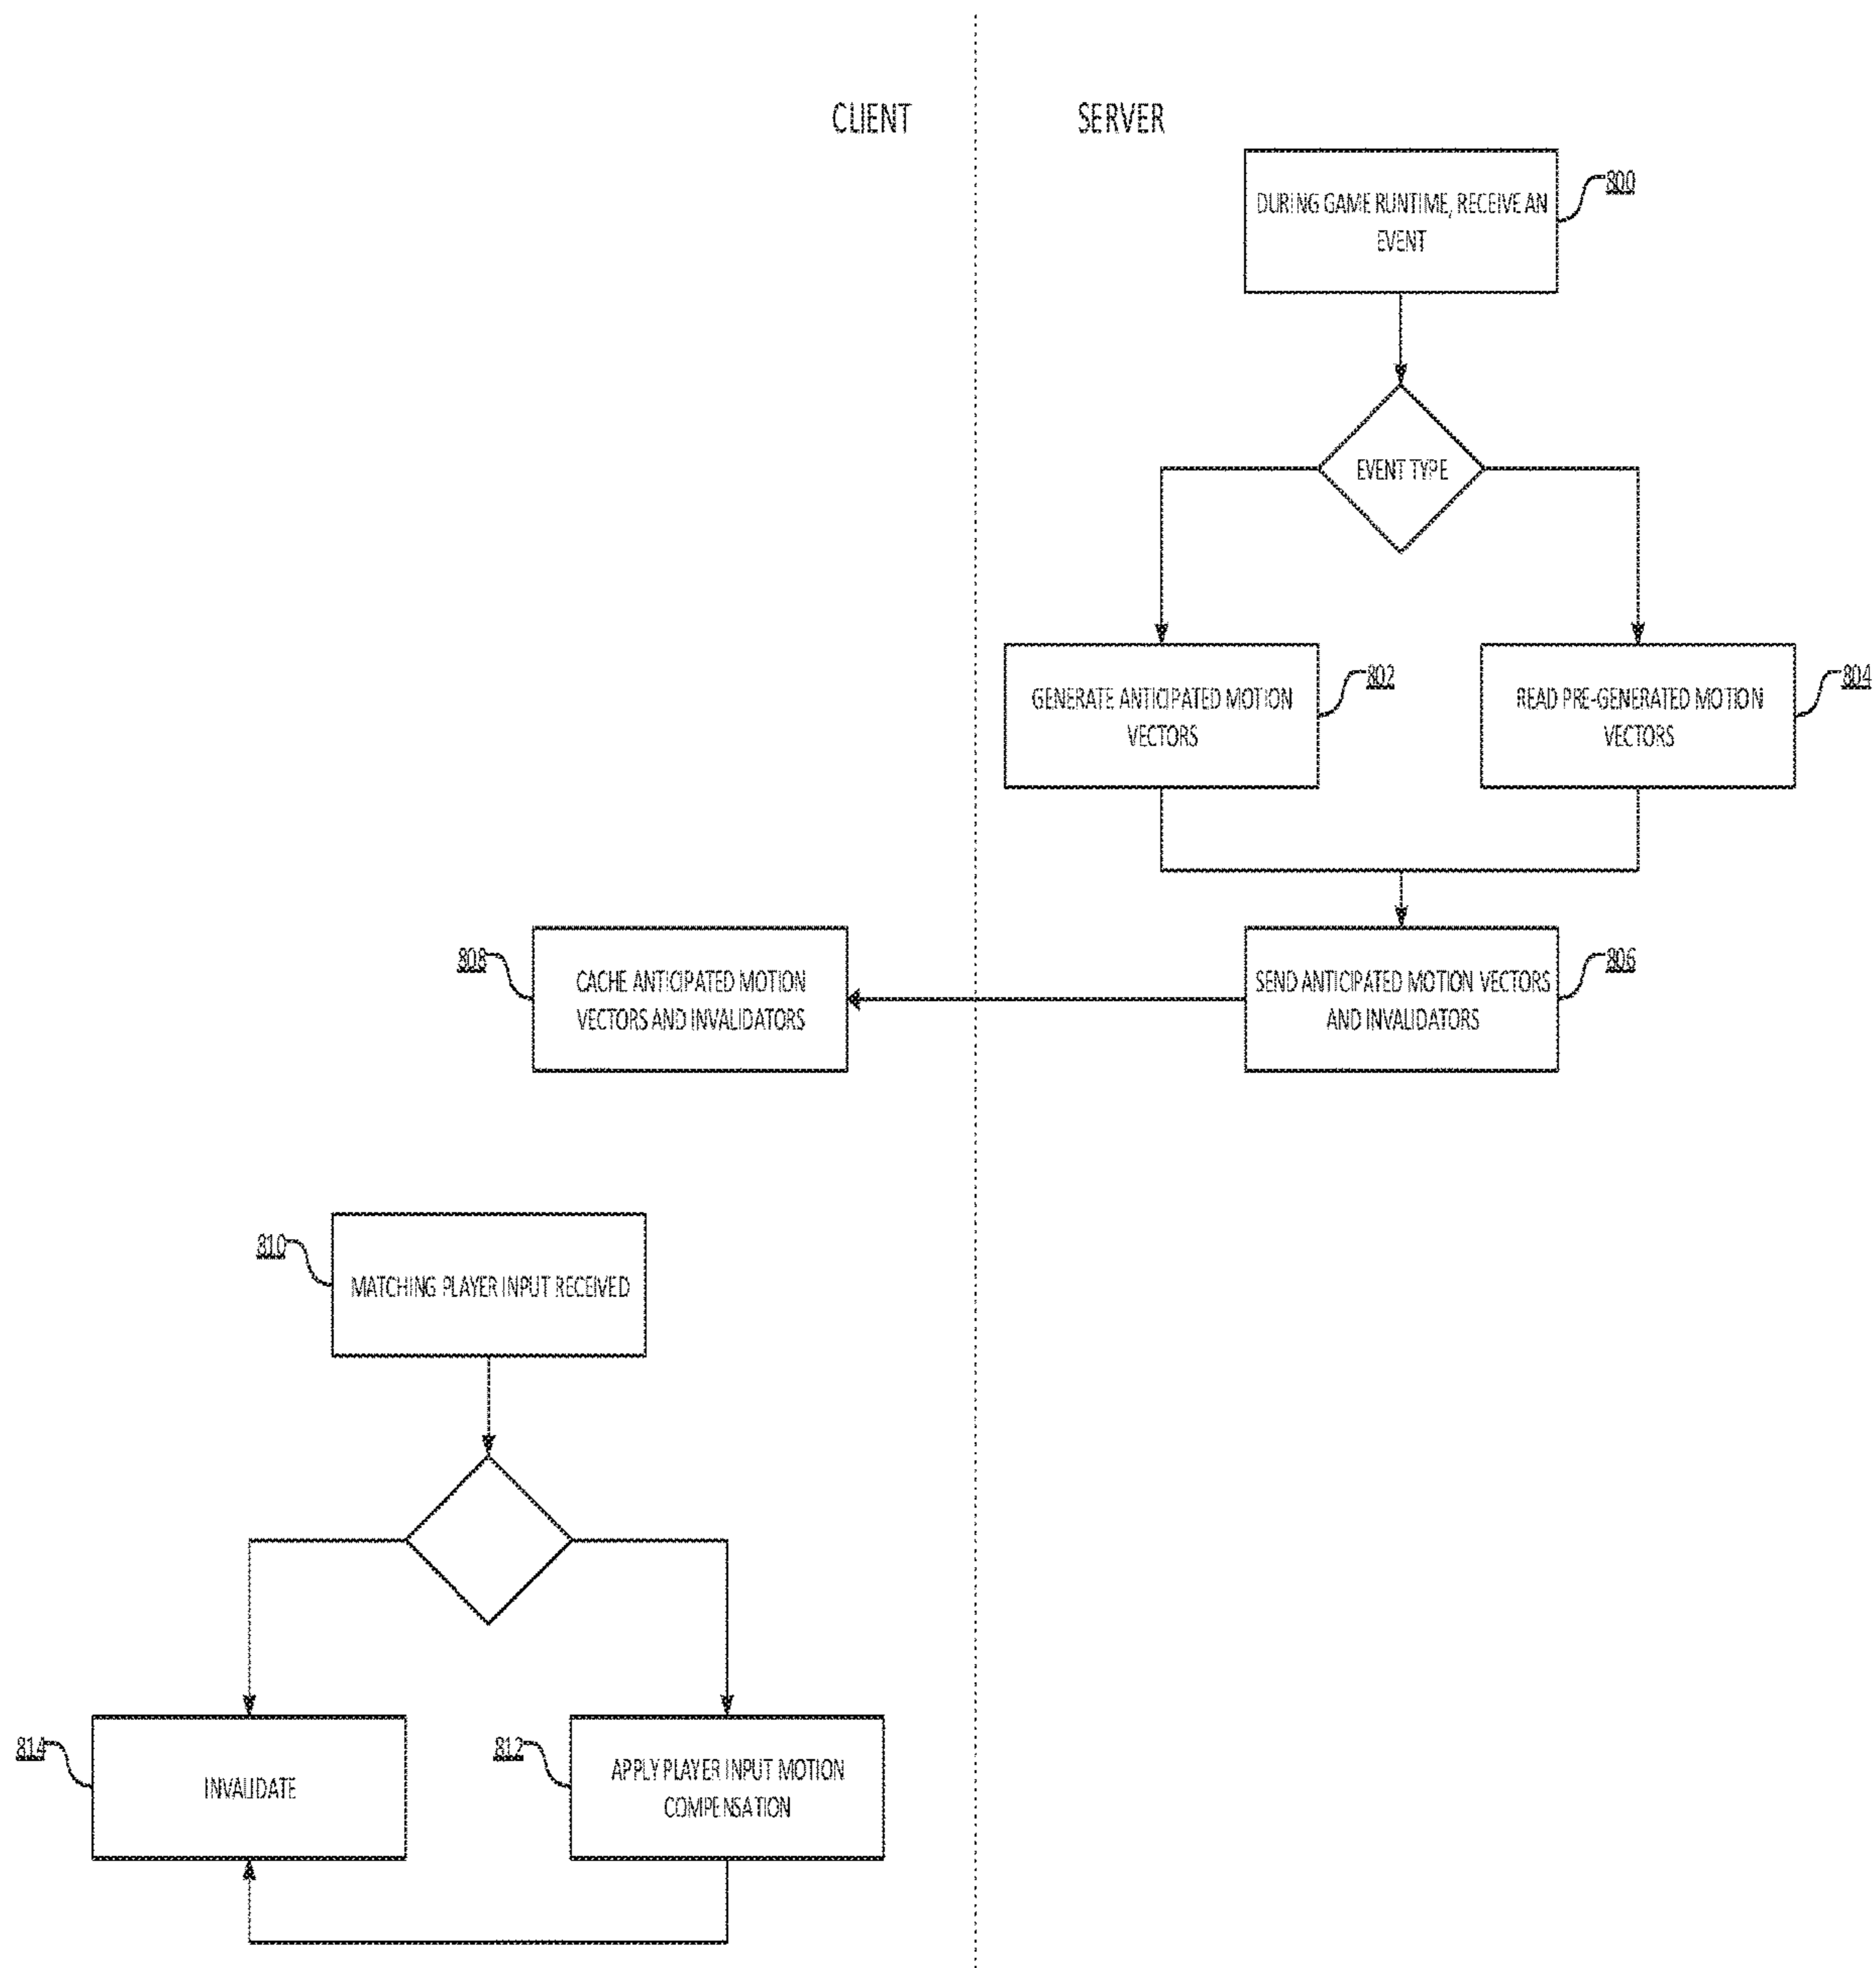 CLIENT
SERVER
DURING GAME RUNTIME, RECEIVE AN
EVENT
800
EVENT TYPE
GENERATE ANTICIPATED MOTION
VECTORS
802
READ PRE-GENERATED MOTION
VECTORS
804
808
CACHE ANTICIPATED MOTION
VECTORS AND INVALIDATORS
SEND ANTICIPATED MOTION VECTORS
AND INVALIDATORS
806
810
MATCHING PLAYER INPUT RECEIVED
814
INVALIDATE
812
APPLY PLAYER INPUT MOTION
COMPENSATION